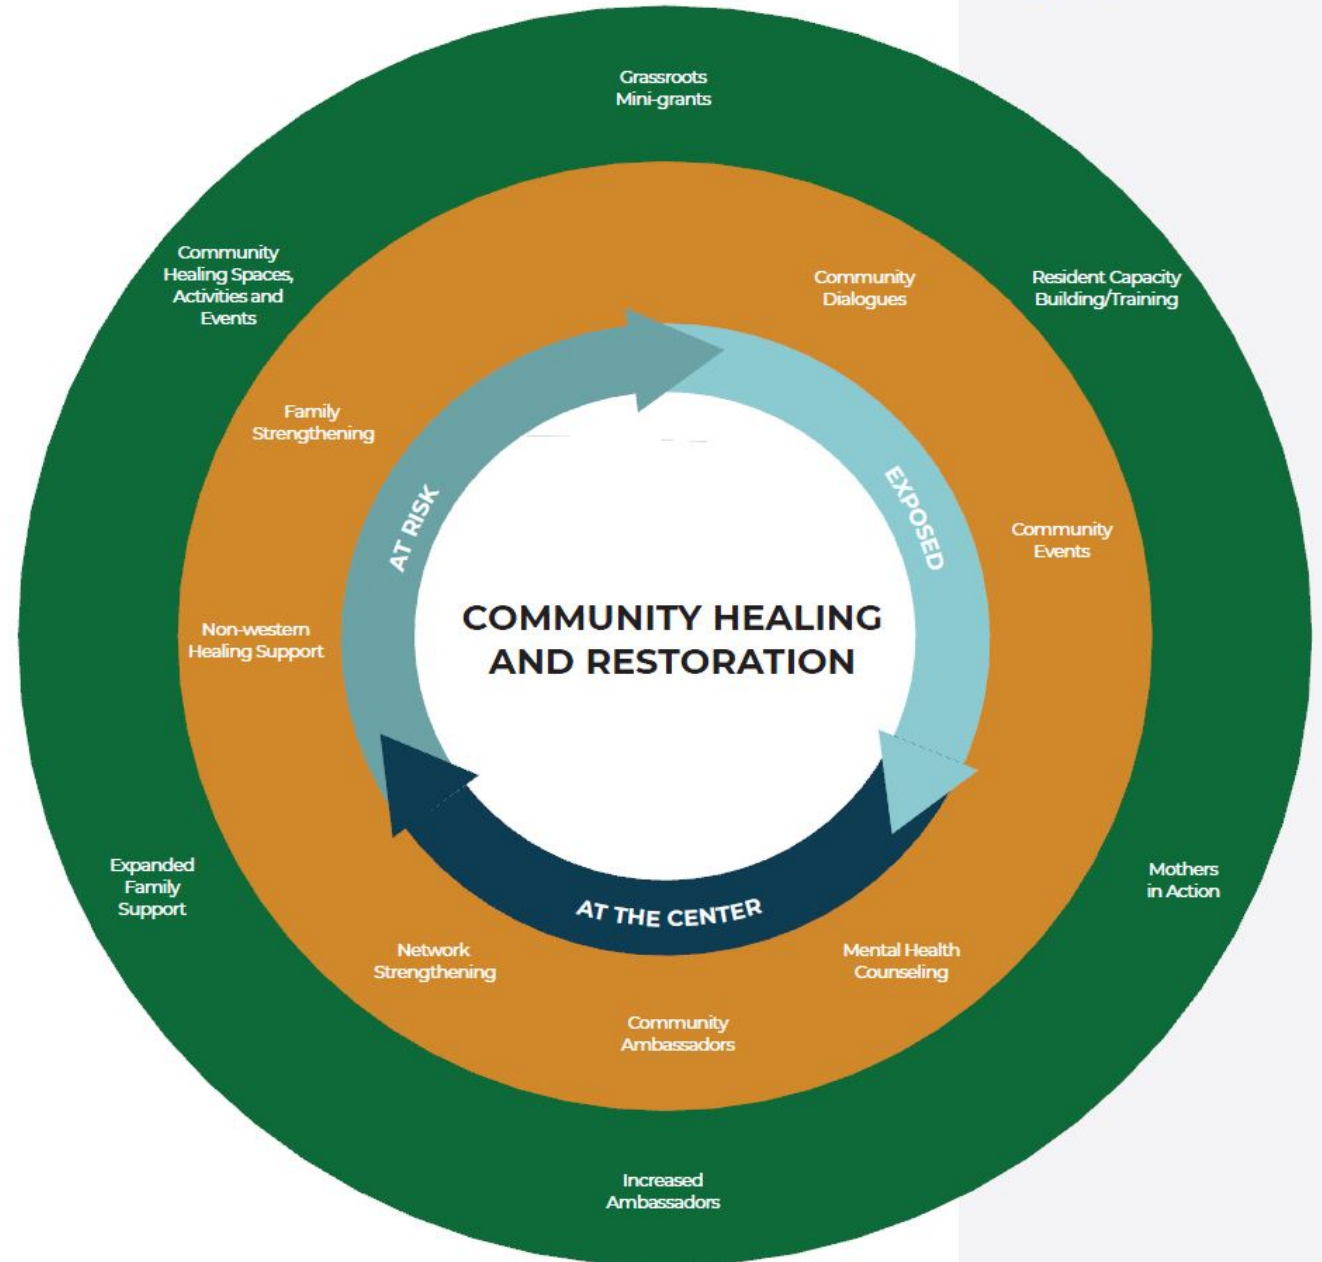 Grassroots
Mini-grants
Community
Healing Spaces,
Activities and
Events
Community
Dialogues
Resident Capacity
Building/Training
Family
Strengthening
AT RISK
EXPOSED
Community
Events
COMMUNITY HEALING
AND RESTORATION
Non-western
Healing Support
Expanded
Family
Support
Mothers
in Action
AT THE CENTER
Network
Strengthening
Mental Health
Counseling
Community
Ambassadors
Increased
Ambassadors